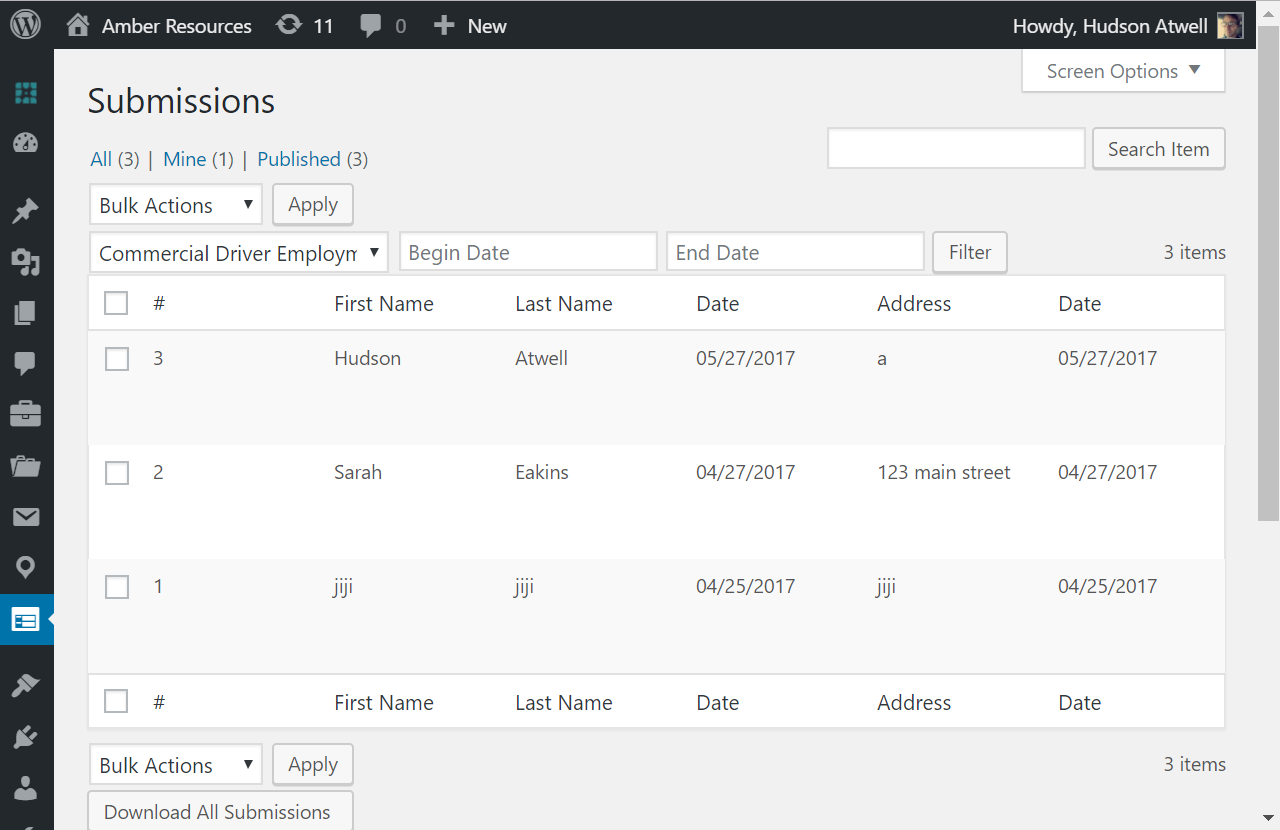 Amber Resources 11 0 New Howdy, Hudson Atwell
Screen Options ▼
Submissions
All (3) | Mine (1) | Published (3)
Search Item
Bulk Actions ▼ Apply
Commercial Driver Employm ▼ Begin Date End Date Filter 3 items
# First Name Last Name Date Address Date
3 Hudson Atwell 05/27/2017 a 05/27/2017
2 Sarah Eakins 04/27/2017 123 main street 04/27/2017
1 jiji jiji 04/25/2017 jiji 04/25/2017
# First Name Last Name Date Address Date
Bulk Actions ▼ Apply 3 items
Download All Submissions